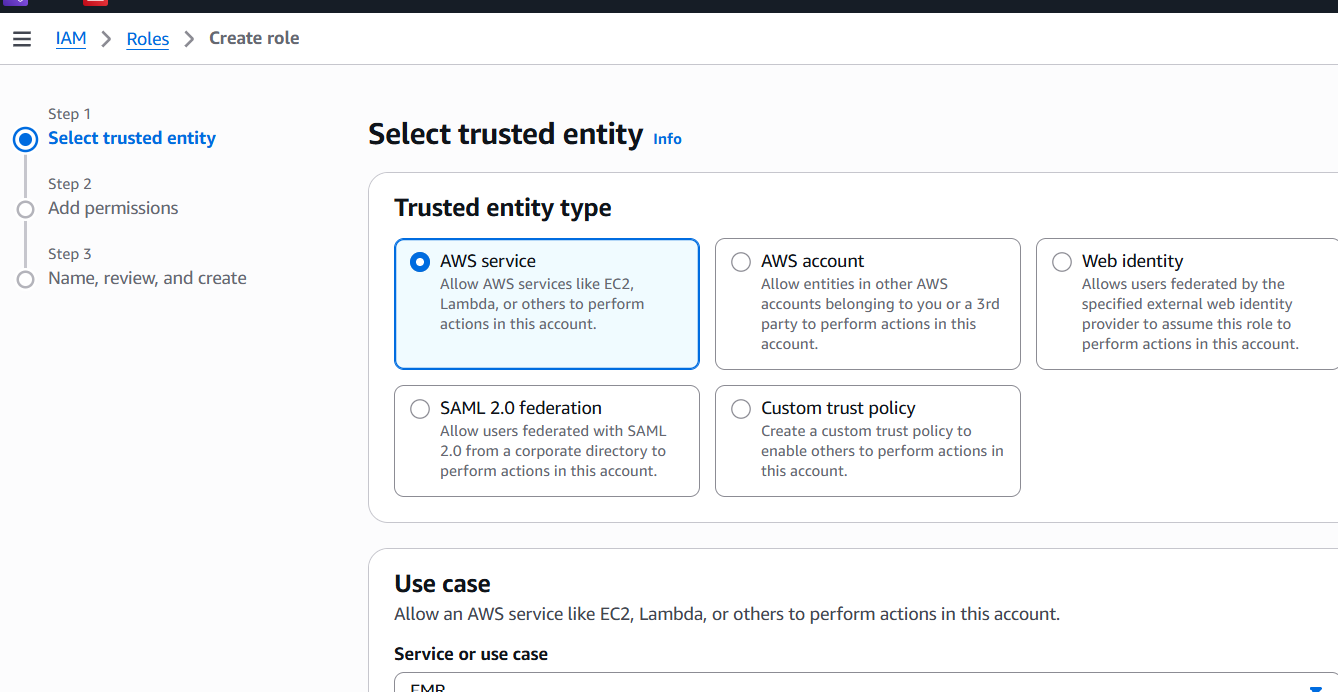 IAM > Roles > Create role
Step 1
Select trusted entity
Step 2
Add permissions
Step 3
Name, review, and create
Select trusted entity Info
Trusted entity type
AWS service
Allow AWS services like EC2,
Lambda, or others to perform
actions in this account.
AWS account
Allow entities in other AWS
accounts belonging to you or a 3rd
party to perform actions in this
account.
Web identity
Allows users federated by the
specified external web identity
provider to assume this role to
perform actions in this account.
SAML 2.0 federation
Allow users federated with SAML
2.0 from a corporate directory to
perform actions in this account.
Custom trust policy
Create a custom trust policy to
enable others to perform actions in
this account.
Use case
Allow an AWS service like EC2, Lambda, or others to perform actions in this account.
Service or use case
EMR